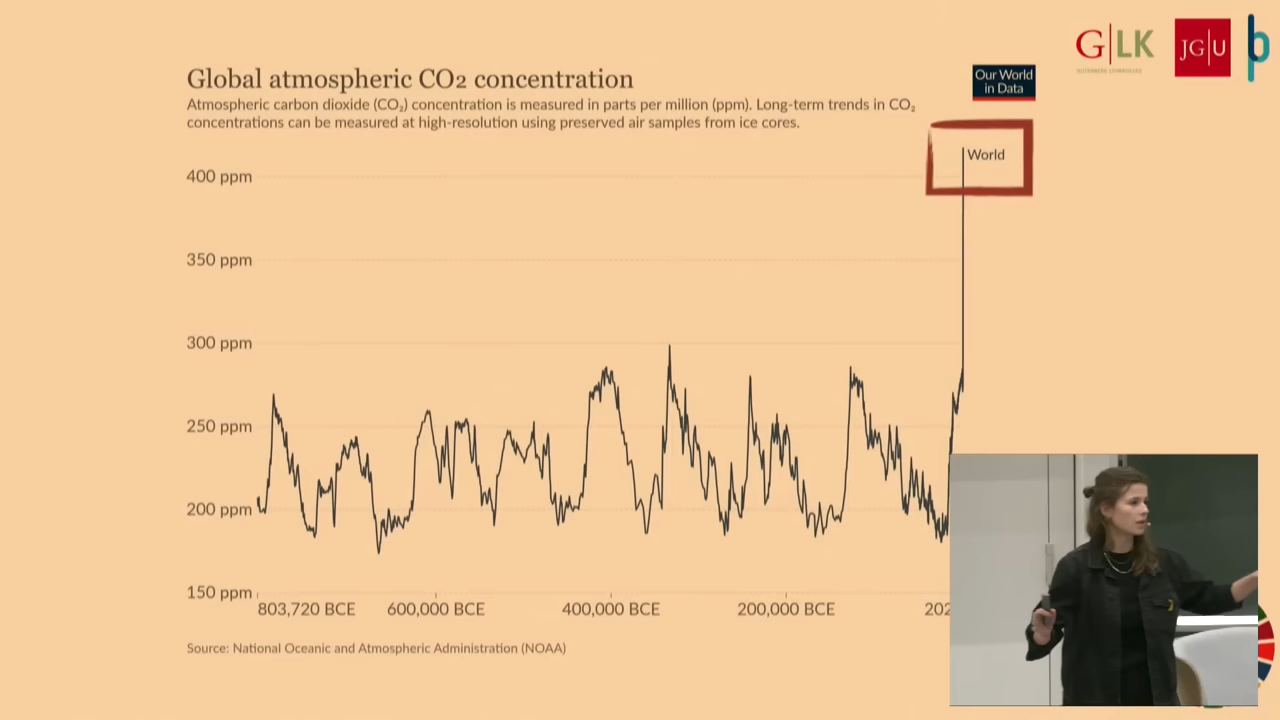 G|LK
JG|U
Global atmospheric CO2 concentration
Our World
in Data
Atmospheric carbon dioxide (CO₂) concentration is measured in parts per million (ppm). Long-term trends in CO₂
concentrations can be measured at high-resolution using preserved air samples from ice cores.
World
400 ppm
350 ppm
300 ppm
250 ppm
200 ppm
150 ppm
803,720 BCE
600,000 BCE
400,000 BCE
200,000 BCE
202
Source: National Oceanic and Atmospheric Administration (NOAA)